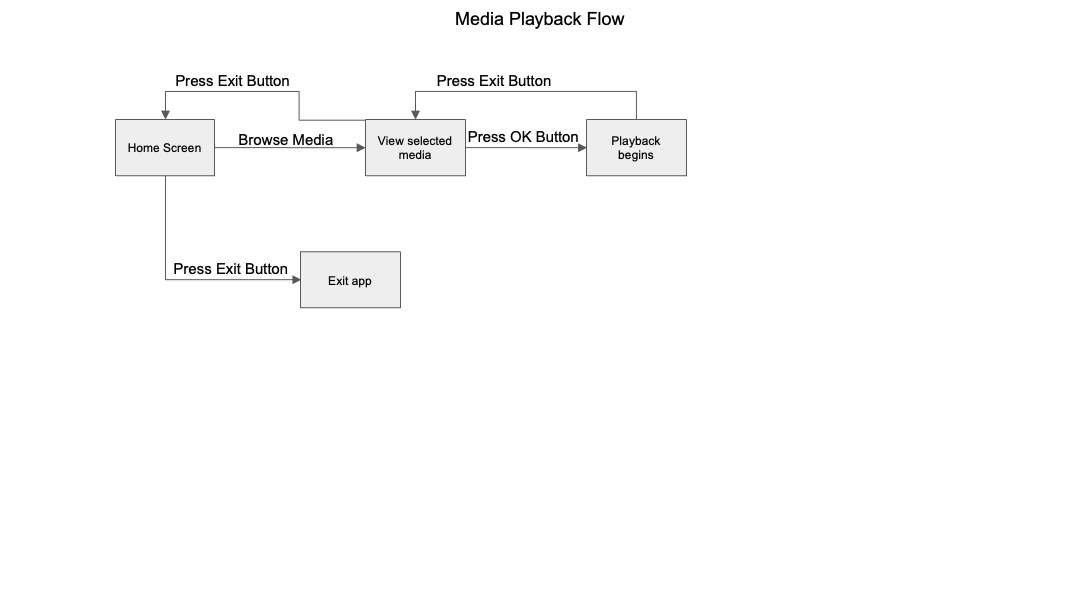 Media Playback Flow
Press Exit Button
Press Exit Button
Home Screen
Browse Media
View selected
media
Press OK Button
Playback
begins
Press Exit Button
Exit app